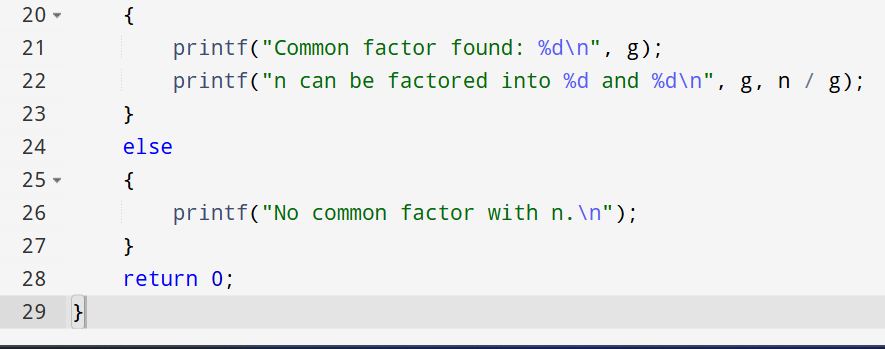 20 {
21 printf("Common factor found: %d\n", g);
22 printf("n can be factored into %d and %d\n", g, n / g);
23 }
24 else
25 {
26 printf("No common factor with n.\n");
27 }
28 return 0;
29 }